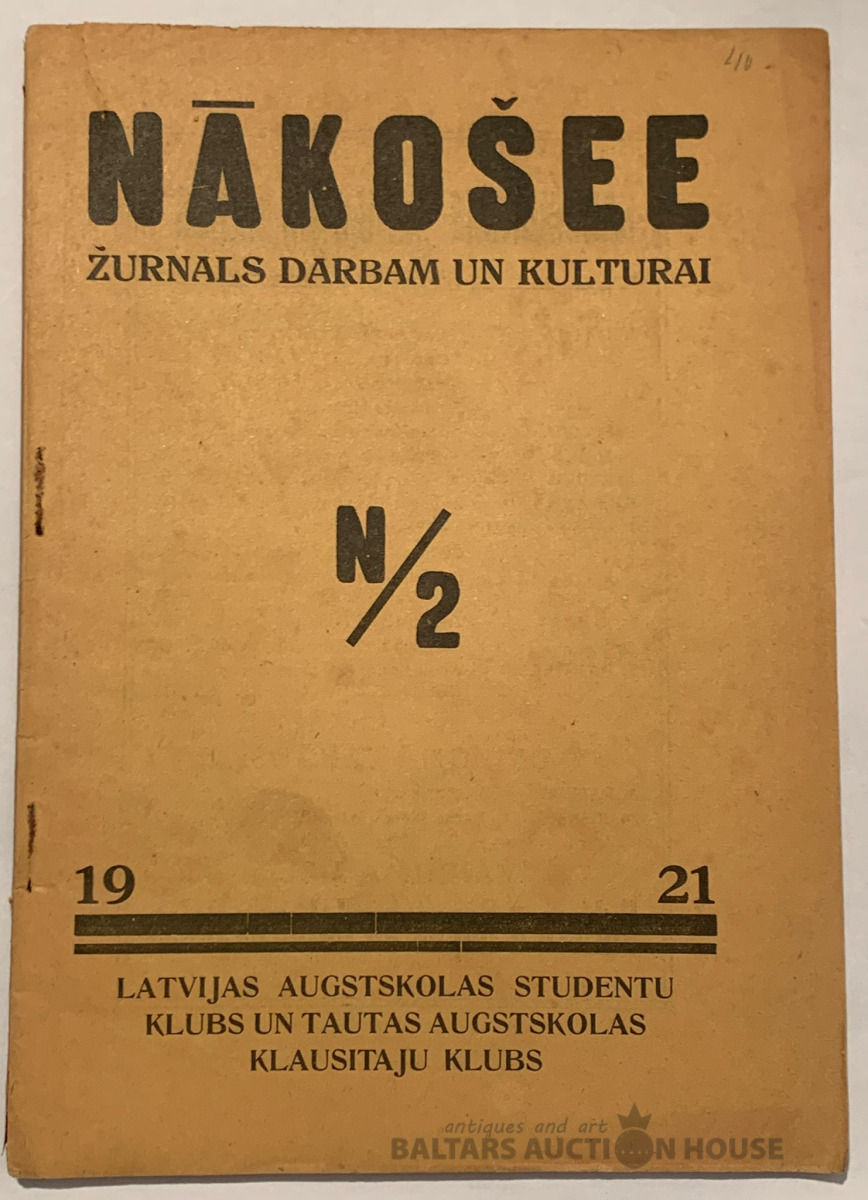 NĀKOŠEE
ŽURNALS DARBAM UN KULTURAI
N/2
19 21
LATVIJAS AUGSTSKOLAS STUDENTU
KLUBS UN TAUTAS AUGSTSKOLAS
KLAUSITAJU KLUBS
antiques and art
BALTARS AUCTION HOUSE